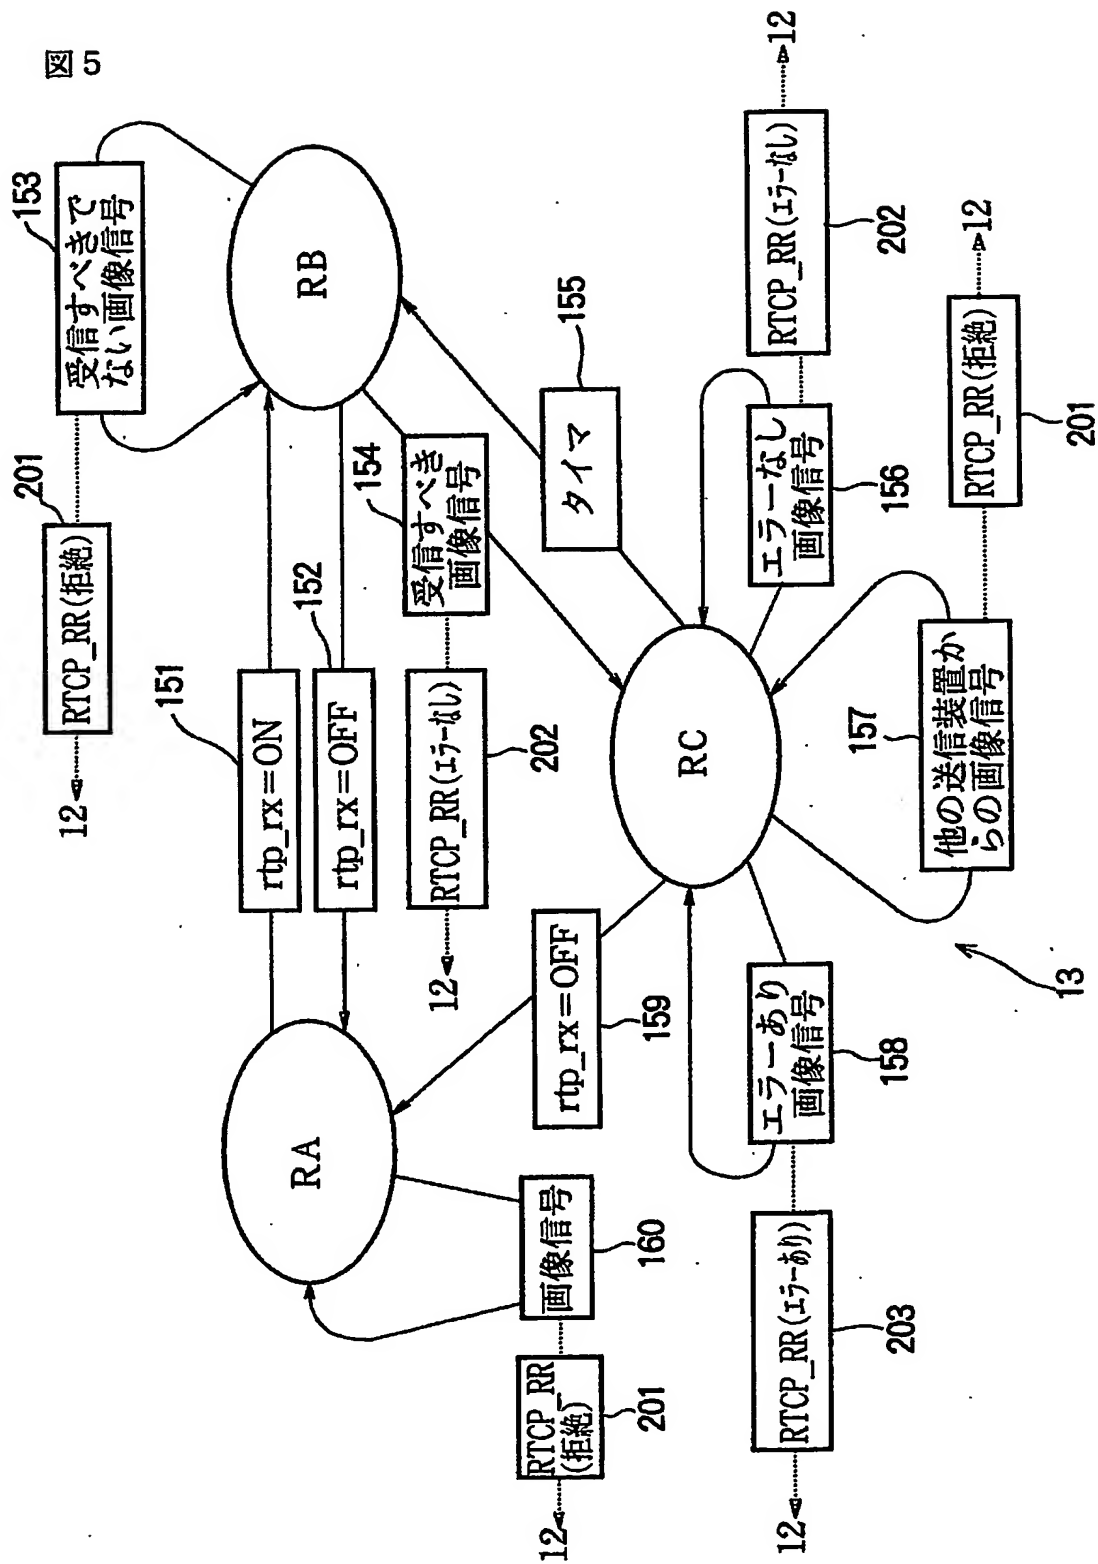 図5
153
受信すべきで
ない画像信号
201
RTCP_RR(拒絶)
12
RB
151
rtp_rx=ON
152
rtp_rx=OFF
154
受信すべき
画像信号
RTCP_RR(エラーなし)
202
12
155
タイマ
RA
RC
rtp_rx=OFF
159
画像信号
160
RTCP_RR
(拒絶)
201
12
エラーなし
画像信号
156
RTCP_RR(エラーなし)
202
12
他の送信装置か
らの画像信号
157
RTCP_RR(拒絶)
201
12
エラーあり
画像信号
158
RTCP_RR(エラーあり)
203
12
13